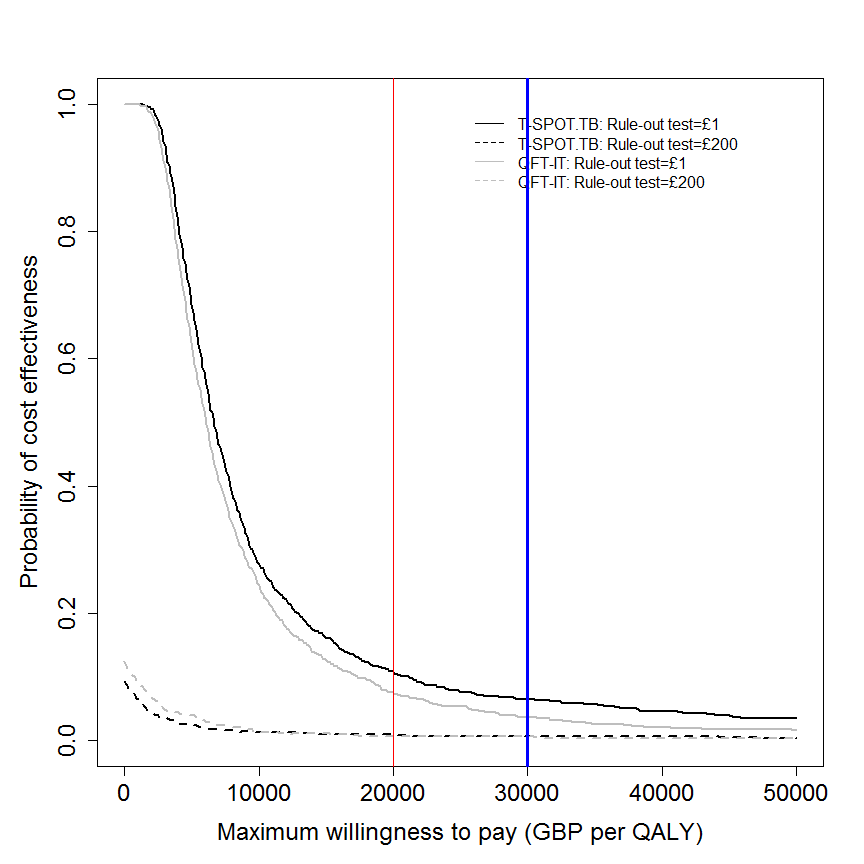 1.0
0.8
0.6
0.4
0.2
0.0
Probability of cost effectiveness
T-SPOT.TB: Rule-out test=£1
T-SPOT.TB: Rule-out test=£200
QFT-IT: Rule-out test=£1
QFT-IT: Rule-out test=£200
0 10000 20000 30000 40000 50000
Maximum willingness to pay (GBP per QALY)